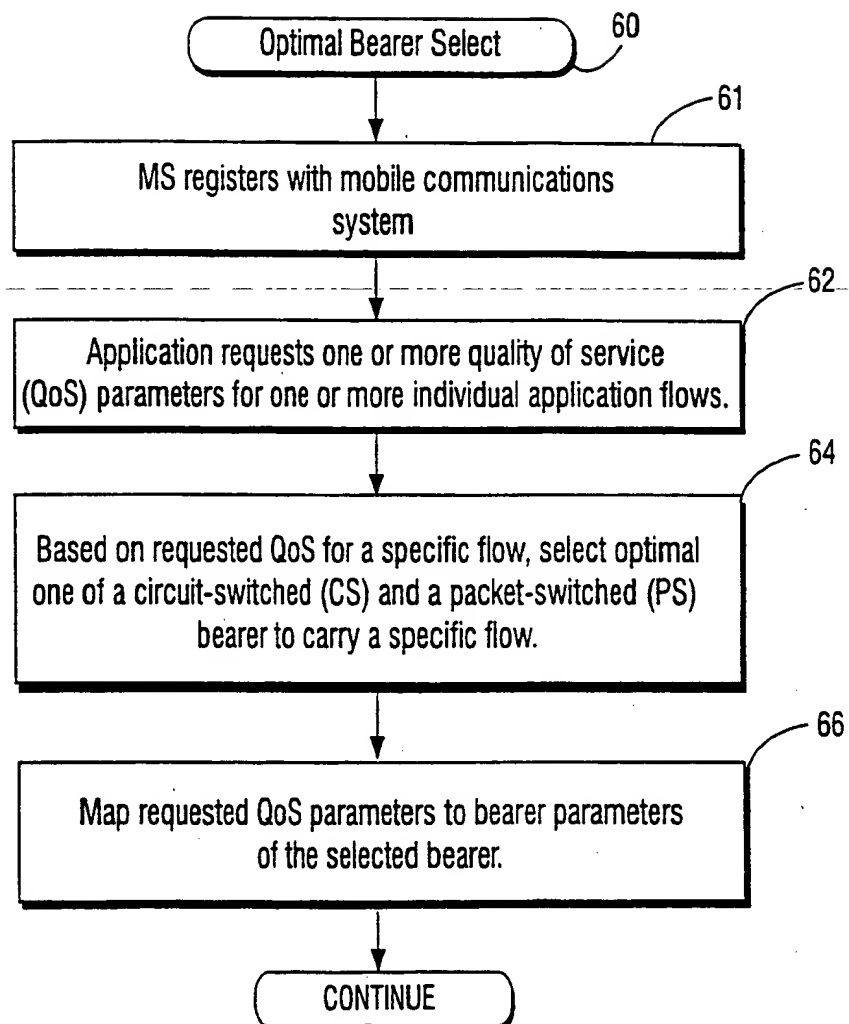 Optimal Bearer Select
60
61
MS registers with mobile communications
system
62
Application requests one or more quality of service
(QoS) parameters for one or more individual application flows.
64
Based on requested QoS for a specific flow, select optimal
one of a circuit-switched (CS) and a packet-switched (PS)
bearer to carry a specific flow.
66
Map requested QoS parameters to bearer parameters
of the selected bearer.
CONTINUE